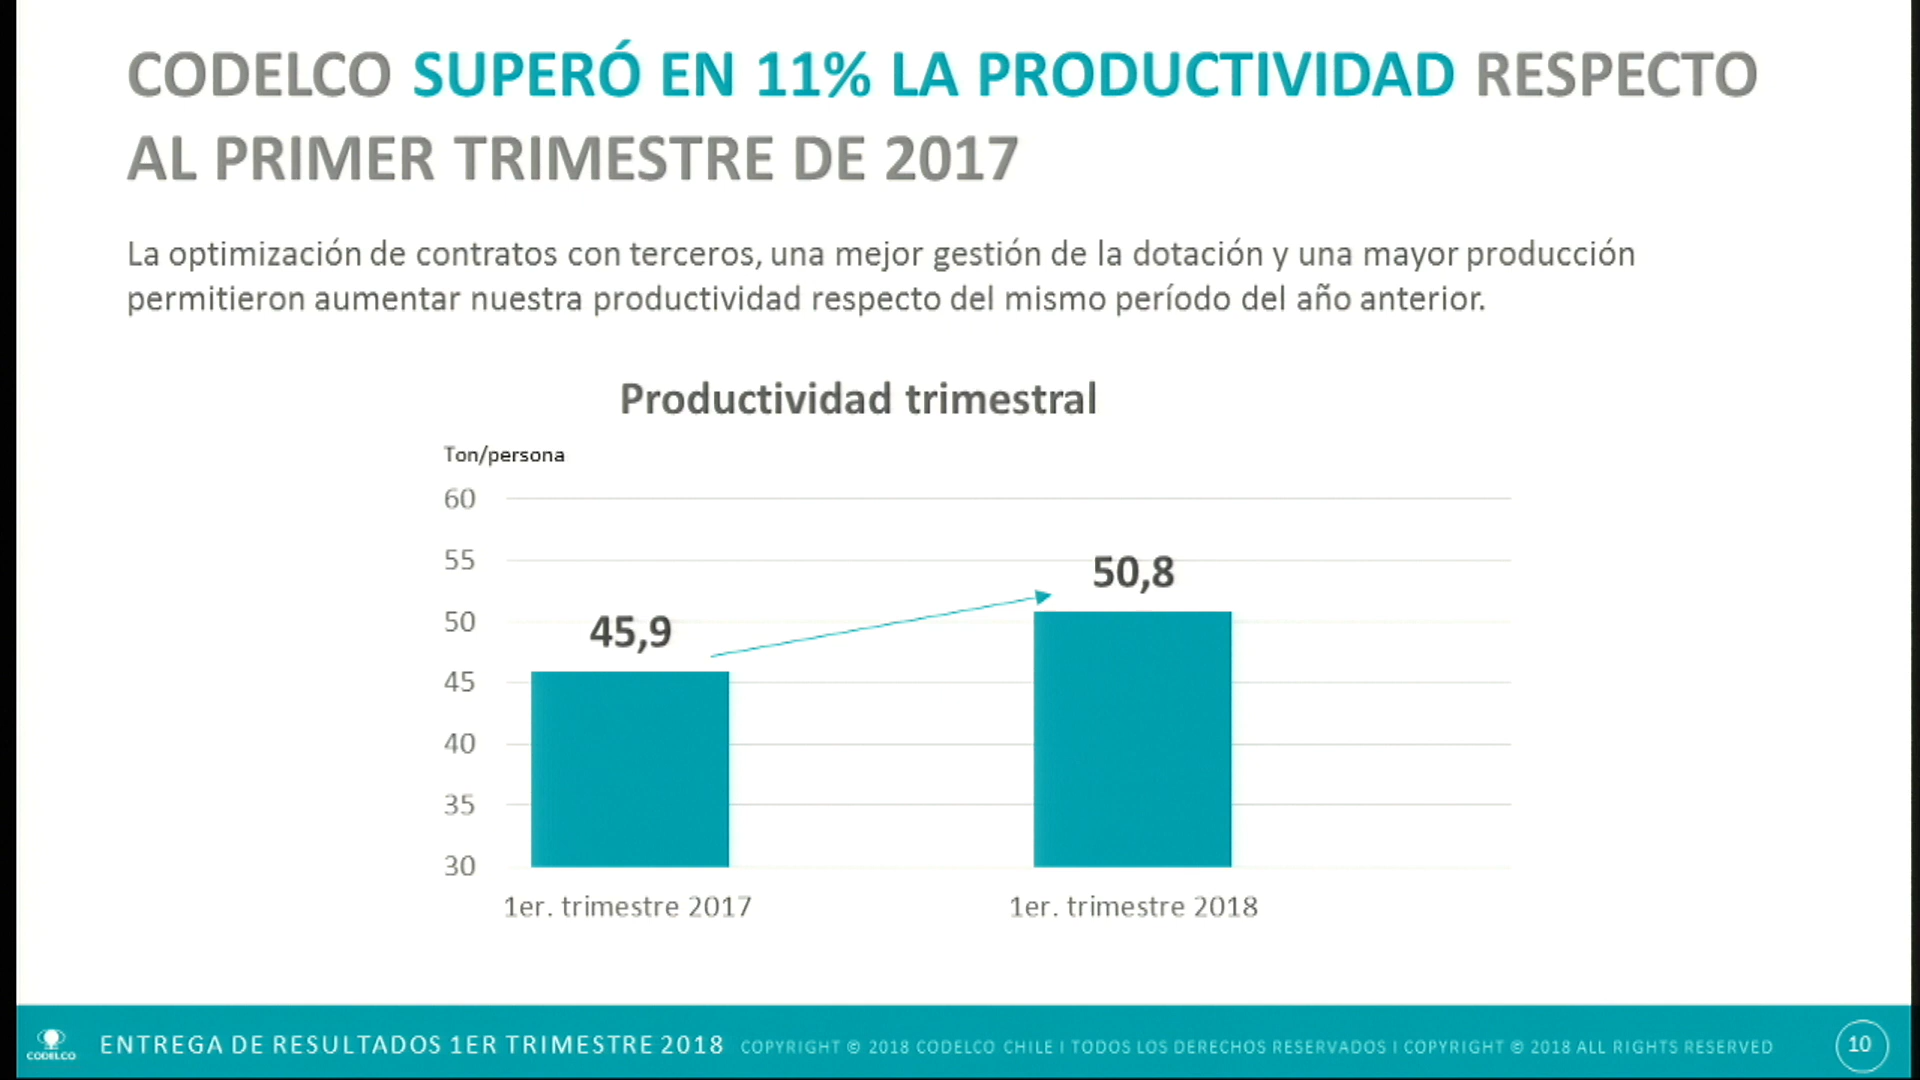 CODELCO SUPERÓ EN 11% LA PRODUCTIVIDAD RESPECTO
AL PRIMER TRIMESTRE DE 2017
La optimización de contratos con terceros, una mejor gestión de la dotación y una mayor producción
permitieron aumentar nuestra productividad respecto del mismo período del año anterior.
Productividad trimestral
Ton/persona
60
55
50
45
40
35
30
45,9
50,8
1er. trimestre 2017
1er. trimestre 2018
CODELCO
ENTREGA DE RESULTADOS 1ER TRIMESTRE 2018 COPYRIGHT © 2018 CODELCO CHILE I TODOS LOS DERECHOS RESERVADOS I COPYRIGHT © 2018 ALL RIGHTS RESERVED
10